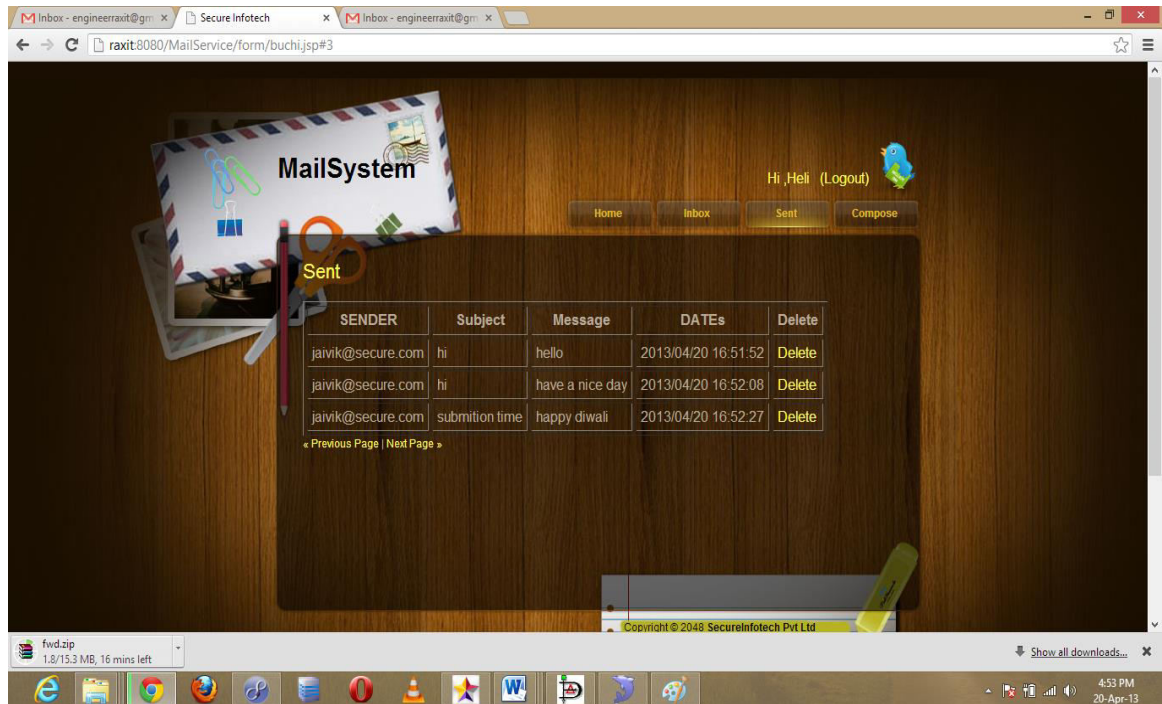 Inbox - engineerraxit@gm
Secure Infotech
Inbox - engineerraxit@gm
raxit:8080/MailService/form/buchi.jsp#3
MailSystem
Hi ,Heli (Logout)
Home Inbox Sent Compose
Sent
SENDER Subject Message DATEs Delete
jaivik@secure.com hi hello 2013/04/20 16:51:52 Delete
jaivik@secure.com hi have a nice day 2013/04/20 16:52:08 Delete
jaivik@secure.com submition time happy diwali 2013/04/20 16:52:27 Delete
« Previous Page | Next Page »
Copyright © 2048 SecureInfotech Pvt Ltd
fwd.zip
1.8/15.3 MB, 16 mins left
Show all downloads...
4:53 PM
20-Apr-13